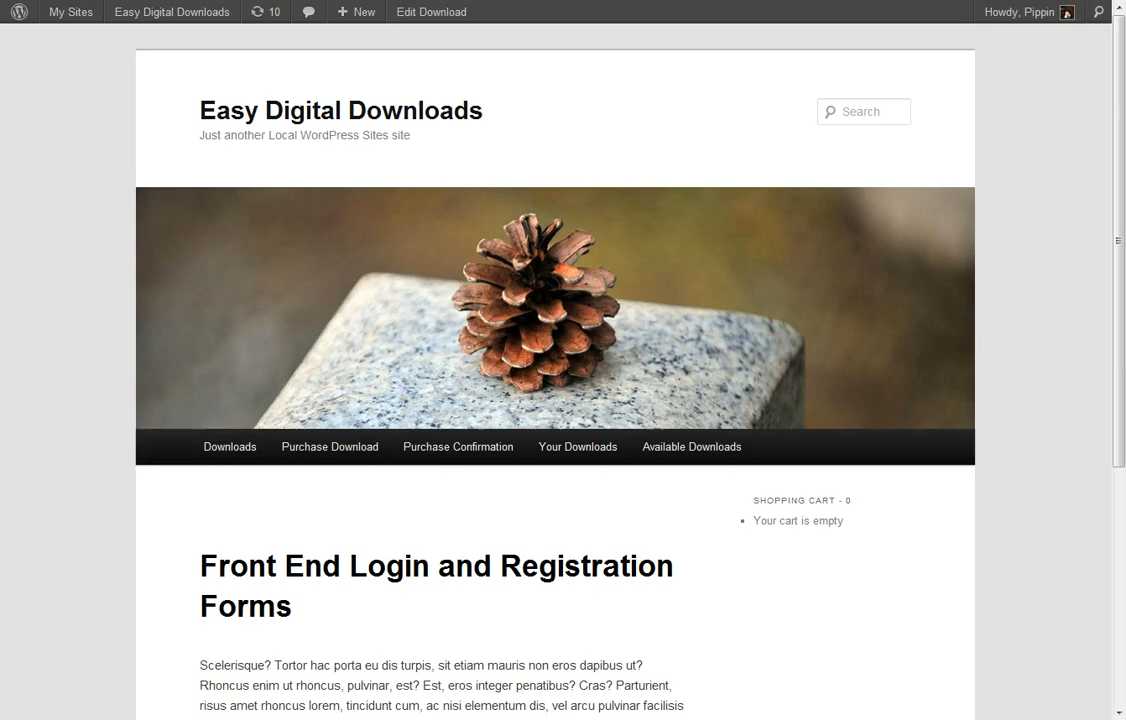 My Sites Easy Digital Downloads 10 New Edit Download Howdy, Pippin
Easy Digital Downloads
Search
Just another Local WordPress Sites site
Downloads Purchase Download Purchase Confirmation Your Downloads Available Downloads
SHOPPING CART - 0
Your cart is empty
Front End Login and Registration
Forms
Scelerisque? Tortor hac porta eu dis turpis, sit etiam mauris non eros dapibus ut?
Rhoncus enim ut rhoncus, pulvinar, est? Est, eros integer penatibus? Cras? Parturient,
risus amet rhoncus lorem, tincidunt cum, ac nisi elementum dis, vel arcu pulvinar facilisis